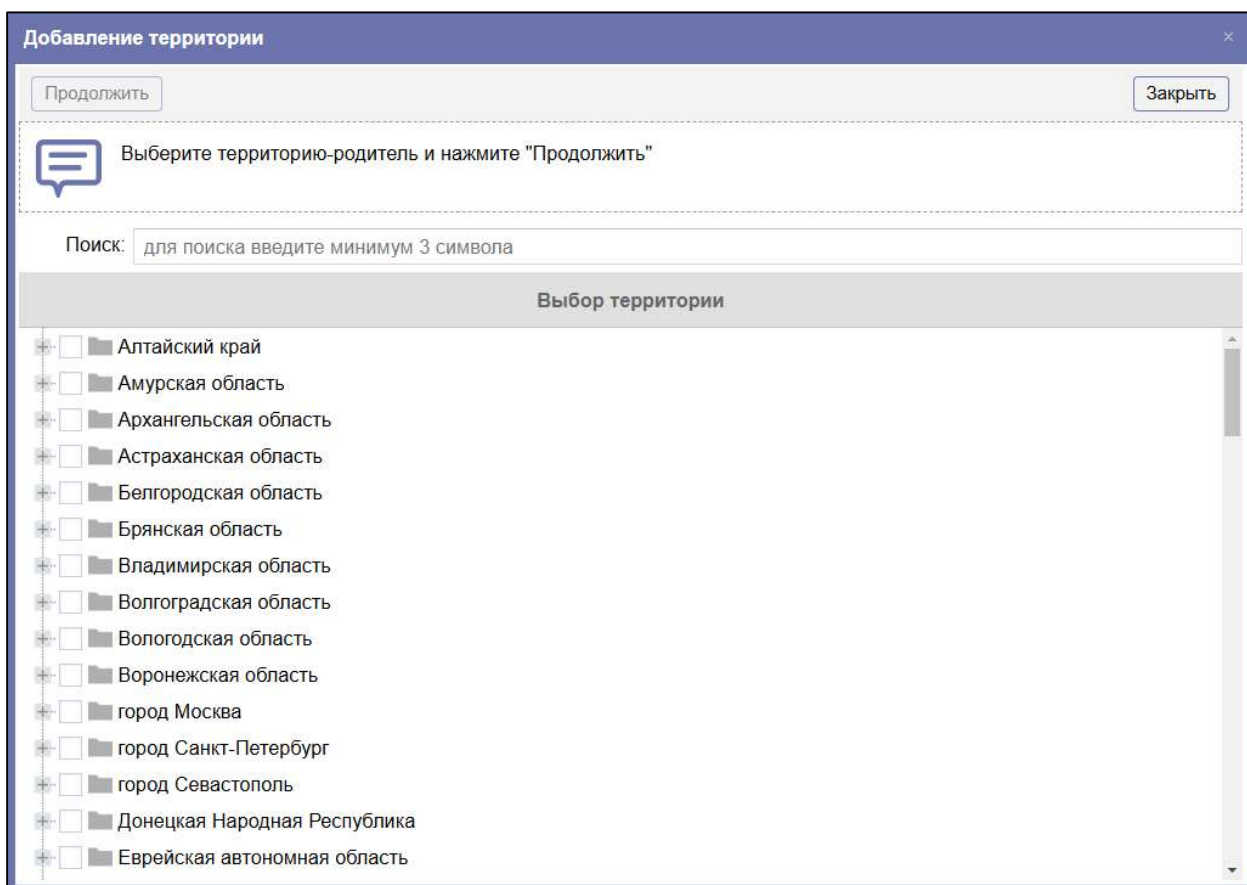 Добавление территории
Продолжить
Закрыть
Выберите территорию-родитель и нажмите "Продолжить"
Поиск: для поиска введите минимум 3 символа
Выбор территории
Алтайский край
Амурская область
Архангельская область
Астраханская область
Белгородская область
Брянская область
Владимирская область
Волгоградская область
Вологодская область
Воронежская область
город Москва
город Санкт-Петербург
город Севастополь
Донецкая Народная Республика
Еврейская автономная область